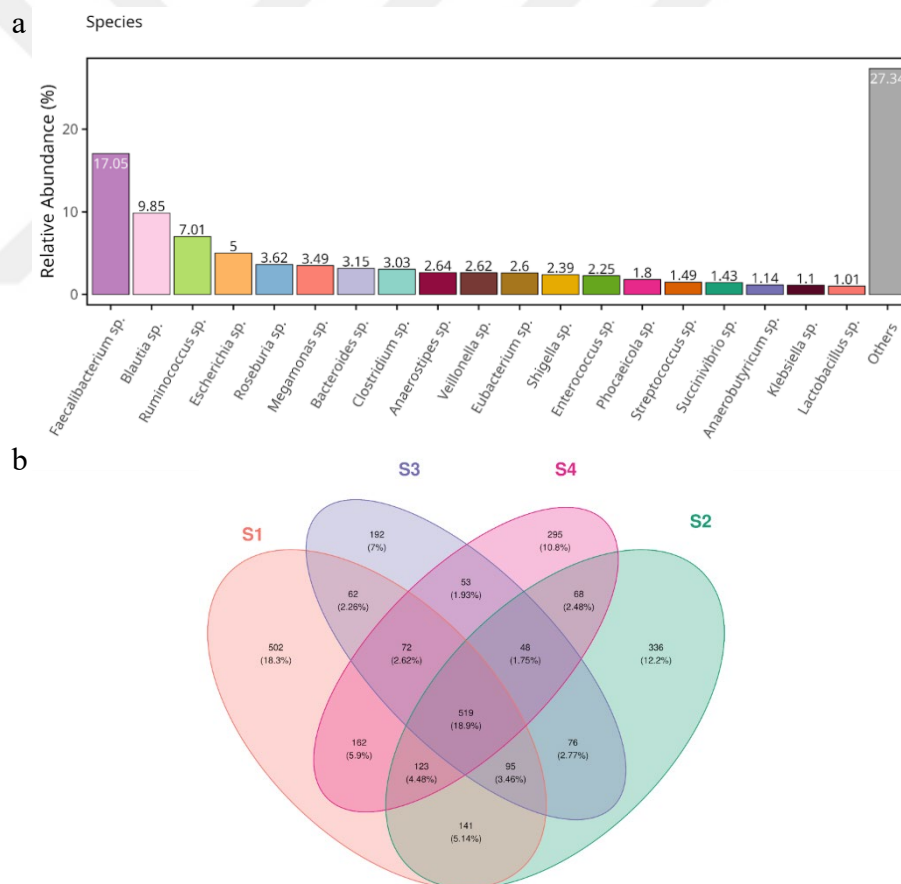 a
Species
Relative Abundance (%)
20
10
0
17.05
9.85
7.01
5
3.62
3.49
3.15
3.03
2.64
2.62
2.6
2.39
2.25
1.8
1.49
1.43
1.14
1.1
1.01
27.34
Faecalibacterium sp.
Blautia sp.
Ruminococcus sp.
Escherichia sp.
Roseburia sp.
Megamonas sp.
Bacteroides sp.
Clostridium sp.
Anaerostipes sp.
Veillonella sp.
Eubacterium sp.
Shigella sp.
Enterococcus sp.
Phocaeicola sp.
Streptococcus sp.
Succinivibrio sp.
Anaerobutyricum sp.
Klebsiella sp.
Lactobacillus sp.
Others
b
S3
S4
S1
S2
192
(7%)
295
(10.8%)
53
(1.93%)
62
(2.26%)
68
(2.48%)
502
(18.3%)
72
(2.62%)
48
(1.75%)
336
(12.2%)
519
(18.9%)
162
(5.9%)
76
(2.77%)
123
(4.48%)
95
(3.46%)
141
(5.14%)